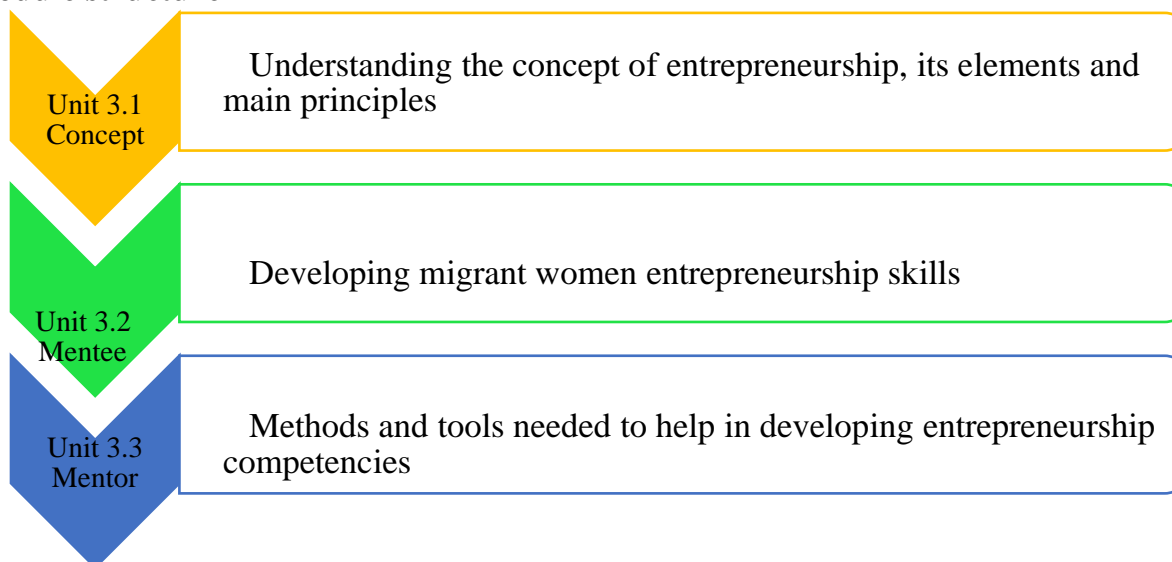 Understanding the concept of entrepreneurship, its elements and
main principles
Unit 3.1
Concept
Developing migrant women entrepreneurship skills
Unit 3.2
Mentee
Methods and tools needed to help in developing entrepreneurship
competencies
Unit 3.3
Mentor